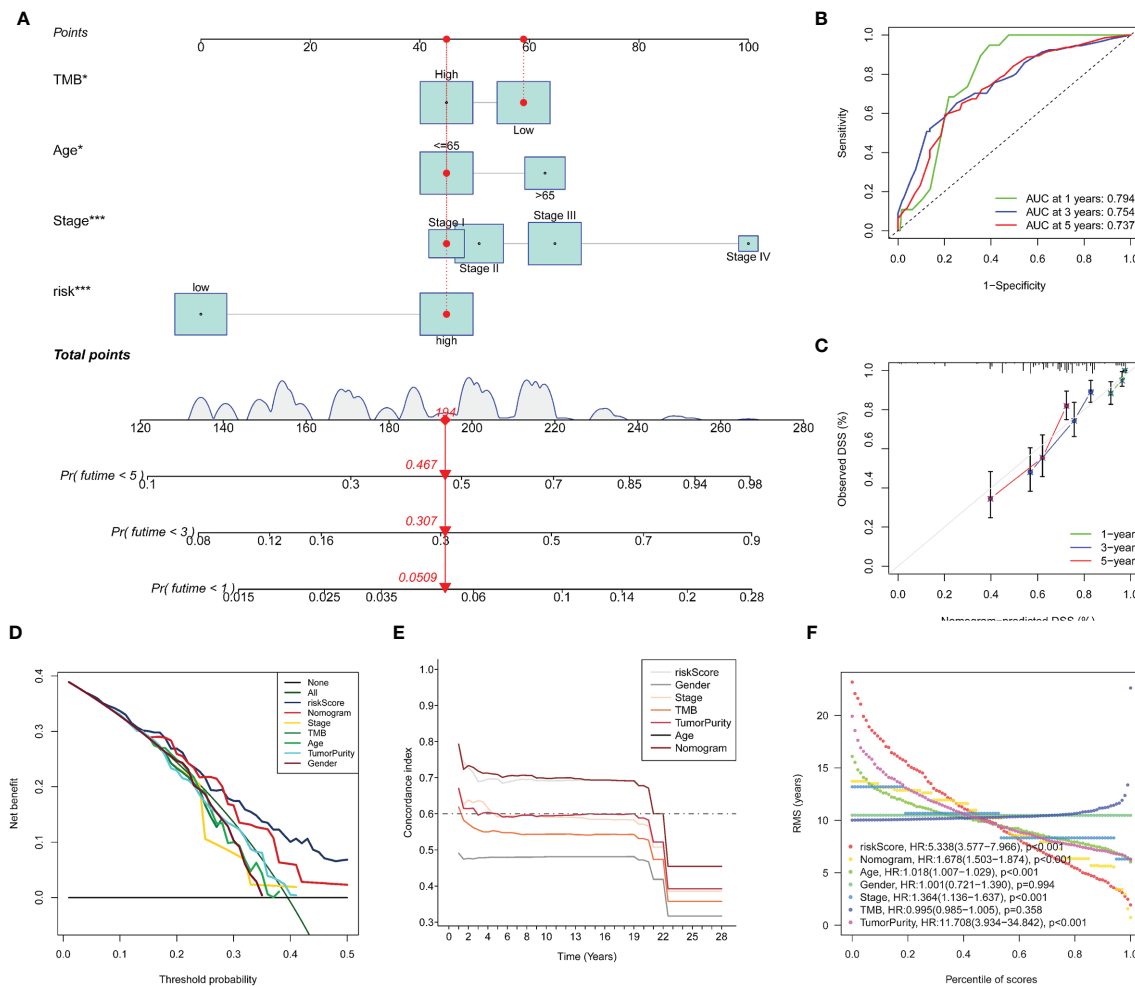 A
Points
0 20 40 60 80 100
TMB*
High
Low
Age*
<=65
>65
Stage***
Stage I
Stage II
Stage III
Stage IV
risk***
low
high
Total points
194
120 140 160 180 200 220 240 260 280
0.467
Pr( futime < 5)
0.1 0.3 0.5 0.7 0.85 0.94 0.98
0.307
Pr( futime < 3)
0.08 0.12 0.16 0.3 0.5 0.7 0.9
0.0509
Pr( futime < 1)
0.015 0.025 0.035 0.06 0.1 0.14 0.2 0.28
B
Sensitivity
1.0
0.8
0.6
0.4
0.2
0.0
AUC at 1 years: 0.794
AUC at 3 years: 0.754
AUC at 5 years: 0.737
0.0 0.2 0.4 0.6 0.8 1.0
1−Specificity
C
Observed DSS (%)
1.0
0.8
0.6
0.4
0.2
0.0
1−year
3−year
5−year
0.0 0.2 0.4 0.6 0.8 1.0
Nomogram−predicted DSS (%)
D
Net benefit
0.4
0.3
0.2
0.1
0.0
None
All
riskScore
Nomogram
Stage
TMB
Age
TumorPurity
Gender
0.0 0.1 0.2 0.3 0.4 0.5
Threshold probability
E
Concordance index
1.0
0.9
0.8
0.7
0.6
0.5
0.4
0.3
riskScore
Gender
Stage
TMB
TumorPurity
Age
Nomogram
0 2 4 6 8 10 13 16 19 22 25 28
Time (Years)
F
RMS (years)
20
15
10
5
0
riskScore, HR:5.338(3.577−7.966), p<0.001
Nomogram, HR:1.678(1.503−1.874), p<0.001
Age, HR:1.018(1.007−1.029), p<0.001
Gender, HR:1.001(0.721−1.390), p=0.994
Stage, HR:1.364(1.136−1.637), p<0.001
TMB, HR:0.995(0.985−1.005), p=0.358
TumorPurity, HR:11.708(3.934−34.842), p<0.001
0.0 0.2 0.4 0.6 0.8 1.0
Percentile of scores